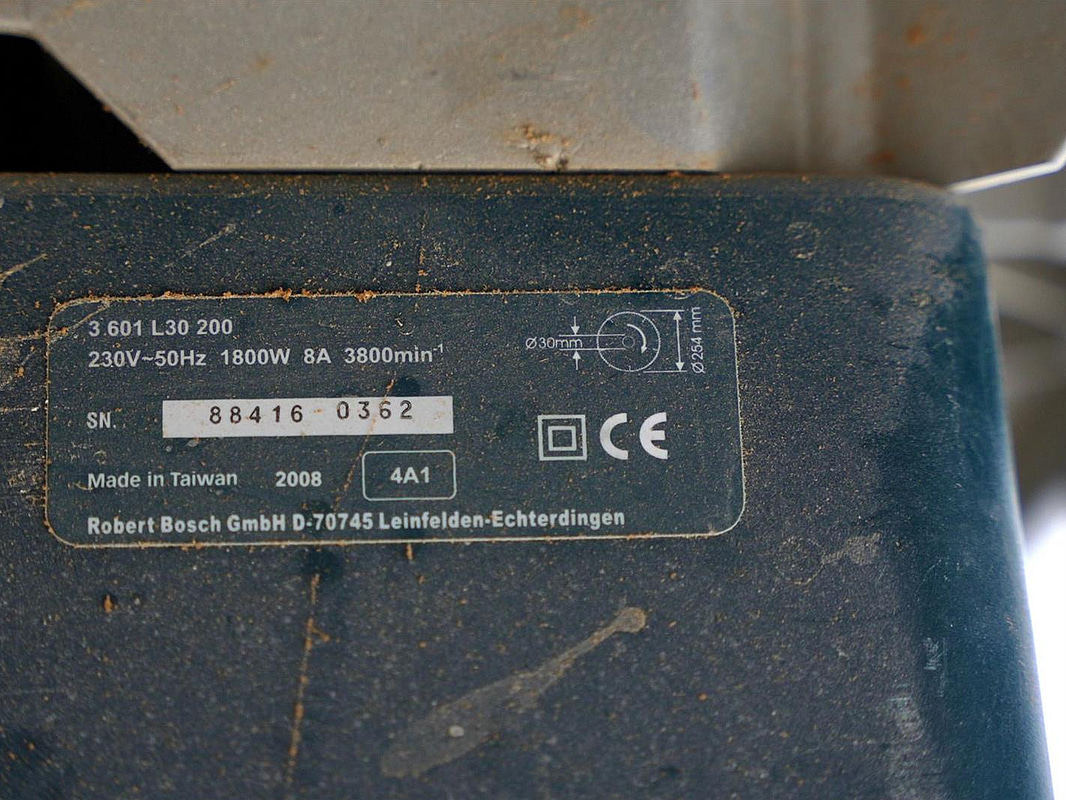 3 601 L30 200
230V~50Hz 1800W 8A 3800min⁻¹
Ø30mm
Ø254 mm
SN. 88416 0362
CE
Made in Taiwan 2008 4A1
Robert Bosch GmbH D-70745 Leinfelden-Echterdingen